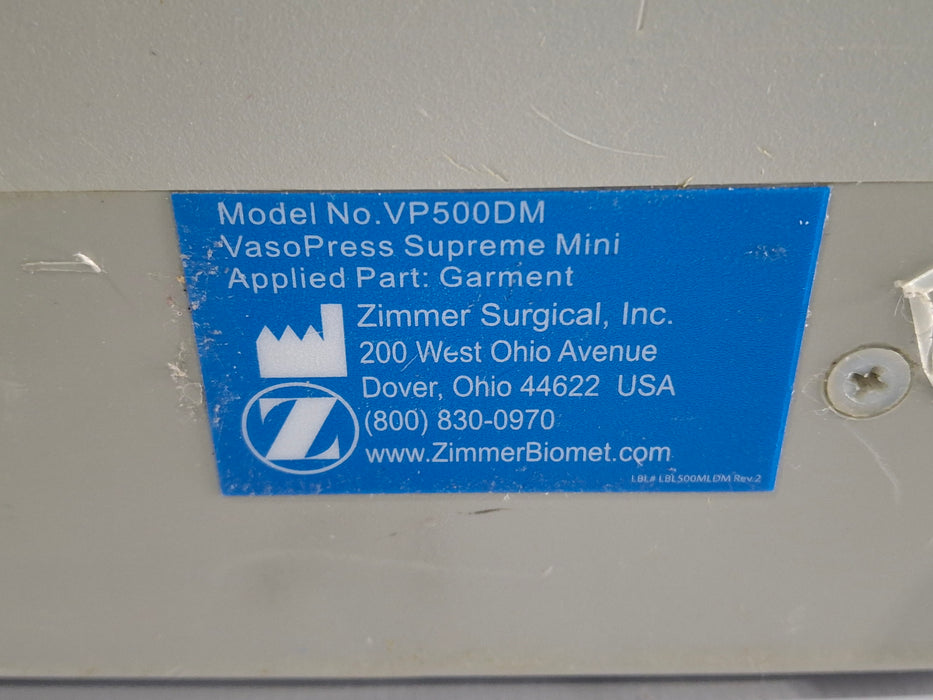 Model No.VP500DM
VasoPress Supreme Mini
Applied Part: Garment
Zimmer Surgical, Inc.
200 West Ohio Avenue
Dover, Ohio 44622 USA
(800) 830-0970
Z
www.ZimmerBiomet.com
LBL# LBL500MLDM Rev.2